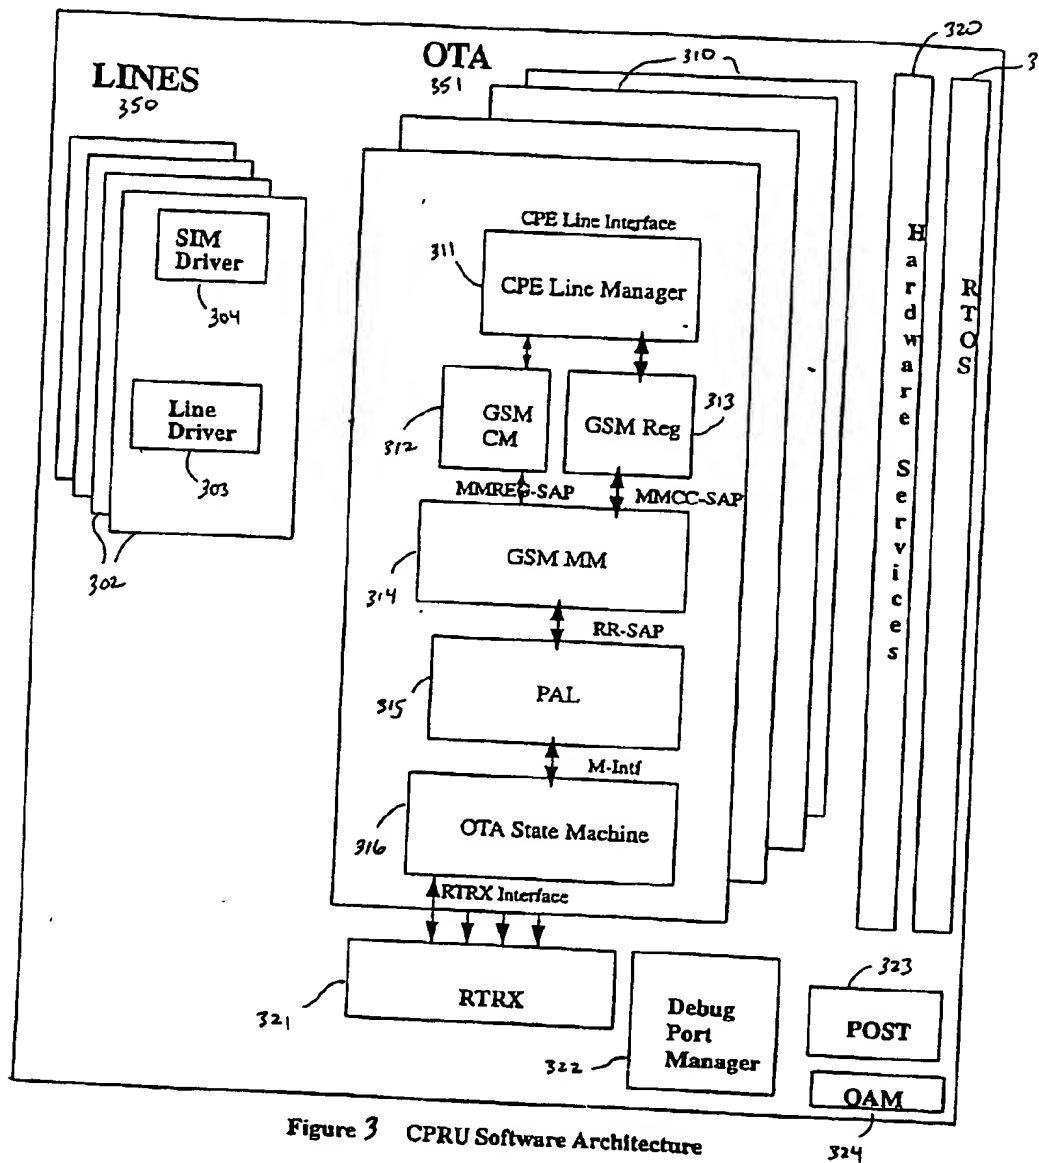 320
3
LINES
350
OTA
351
310
CPE Line Interface
311
CPE Line Manager
SIM
Driver
304
Line
Driver
303
302
GSM
CM
312
GSM Reg
313
MMREG-SAP
MMCC-SAP
GSM MM
314
RR-SAP
PAL
315
M-Intf
OTA State Machine
316
RTRX Interface
RTRX
321
Debug
Port
Manager
322
323
POST
OAM
324
Hardware Services
RTOS
Figure 3 CPRU Software Architecture